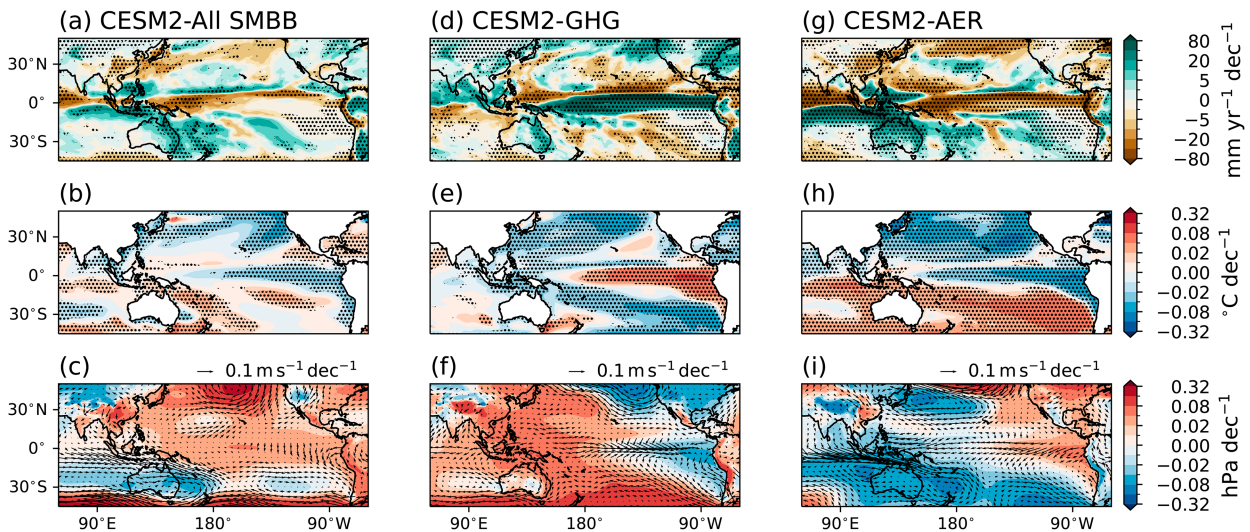 (a) CESM2-All SMBB
(d) CESM2-GHG
(g) CESM2-AER
30°N
0°
30°S
80
20
5
0
−5
−20
−80
mm yr⁻¹ dec⁻¹
(b)
(e)
(h)
30°N
0°
30°S
0.32
0.08
0.02
0.00
−0.02
−0.08
−0.32
°C dec⁻¹
(c) → 0.1 m s⁻¹ dec⁻¹
(f) → 0.1 m s⁻¹ dec⁻¹
(i) → 0.1 m s⁻¹ dec⁻¹
30°N
0°
30°S
0.32
0.08
0.02
0.00
−0.02
−0.08
−0.32
hPa dec⁻¹
90°E 180° 90°W
90°E 180° 90°W
90°E 180° 90°W